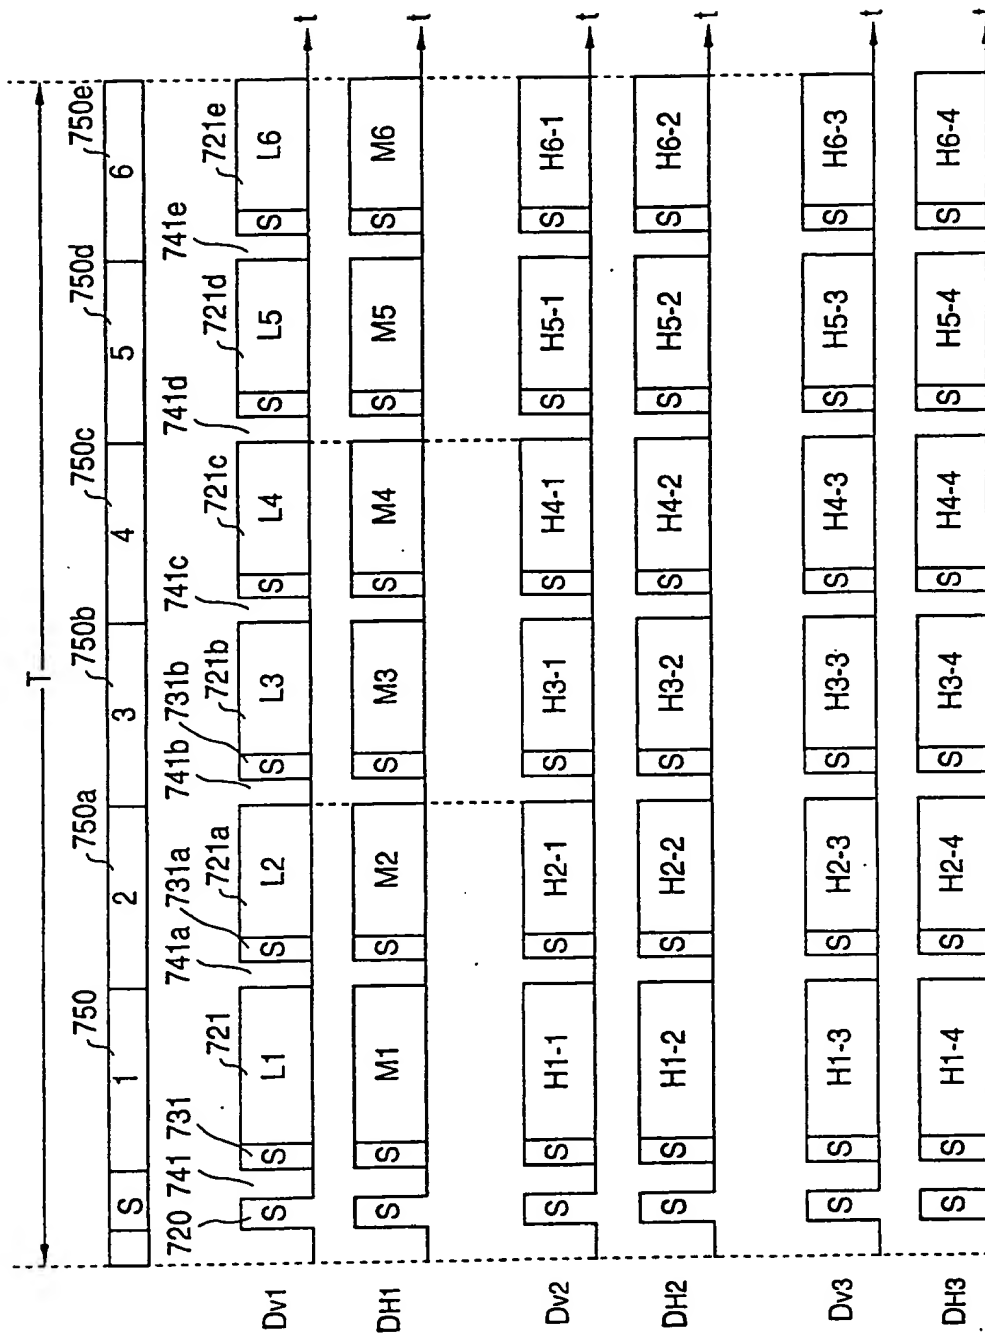 T
750 750a 750b 750c 750d 750e
S 1 2 3 4 5 6
720 741 731 721 741a 731a 721a 741b 731b 721b 741c 721c 741d 721d 741e 721e
Dv1 S S L1 S L2 S L3 S L4 S L5 S L6 t
DH1 S S M1 S M2 S M3 S M4 S M5 S M6 t
Dv2 S S H1-1 S H2-1 S H3-1 S H4-1 S H5-1 S H6-1 t
DH2 S S H1-2 S H2-2 S H3-2 S H4-2 S H5-2 S H6-2 t
Dv3 S S H1-3 S H2-3 S H3-3 S H4-3 S H5-3 S H6-3 t
DH3 S S H1-4 S H2-4 S H3-4 S H4-4 S H5-4 S H6-4 t